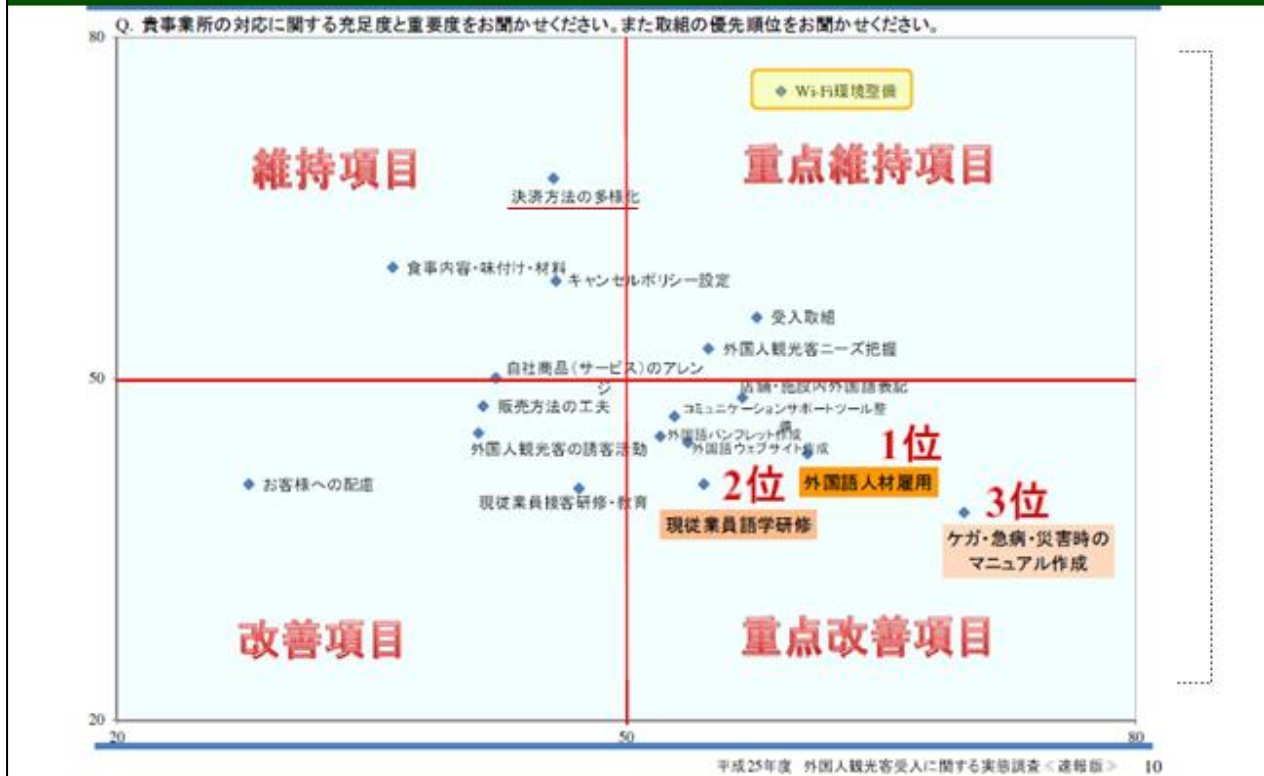 Q. 貴事業所の対応に関する充足度と重要度をお聞かせください。また取組の優先順位をお聞かせください。
80
Wi-Fi環境整備
維持項目
重点維持項目
決済方法の多様化
食事内容・味付け・材料
キャンセルポリシー設定
受入取組
外国人観光客ニーズ把握
自社商品(サービス)のアレン
ジ
50
店舗・施設内外国語表記
販売方法の工夫
コミュニケーションサポートツール整
備
外国語パンフレット作成
外国語ウェブサイト作成
外国人観光客の誘客活動
1位
外国語人材雇用
お客様への配慮
現従業員接客研修・教育
2位
現従業員語学研修
3位
ケガ・急病・災害時の
マニュアル作成
改善項目
重点改善項目
20
20
50
80
平成25年度 外国人観光客受入に関する実態調査<速報版> 10